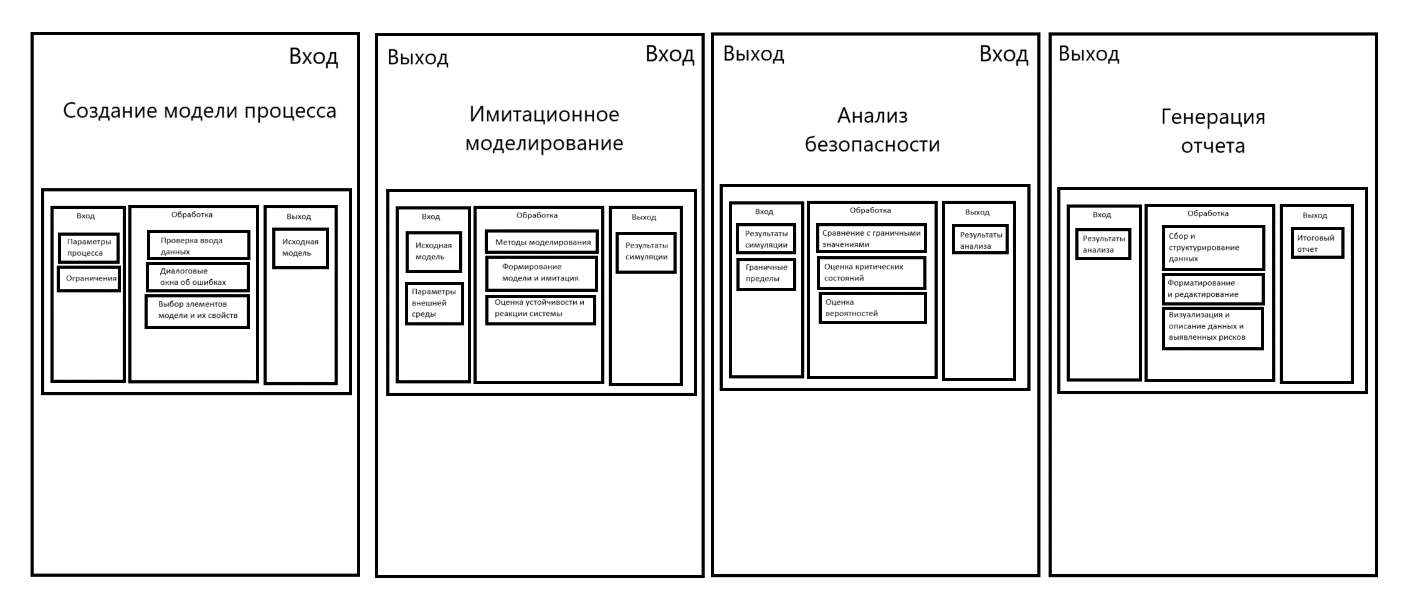 Вход
Создание модели процесса
Вход
Параметры
процесса
Ограничения
Обработка
Проверка ввода
данных
Диалоговые
окна об ошибках
Выбор элементов
модели и их свойств
Выход
Исходная
модель
Выход
Вход
Имитационное
моделирование
Вход
Исходная
модель
Параметры
внешней
среды
Обработка
Методы моделирования
Формирование
модели и имитация
Оценка устойчивости и
реакции системы
Выход
Результаты
симуляции
Выход
Вход
Анализ
безопасности
Вход
Результаты
симуляции
Граничные
пределы
Обработка
Сравнение с граничными
значениями
Оценка критических
состояний
Оценка
вероятностей
Выход
Результаты
анализа
Выход
Генерация
отчета
Вход
Результаты
анализа
Обработка
Сбор и
структурирование
данных
Форматирование
и редактирование
Визуализация и
описание данных и
выявленных рисков
Выход
Итоговый
отчет